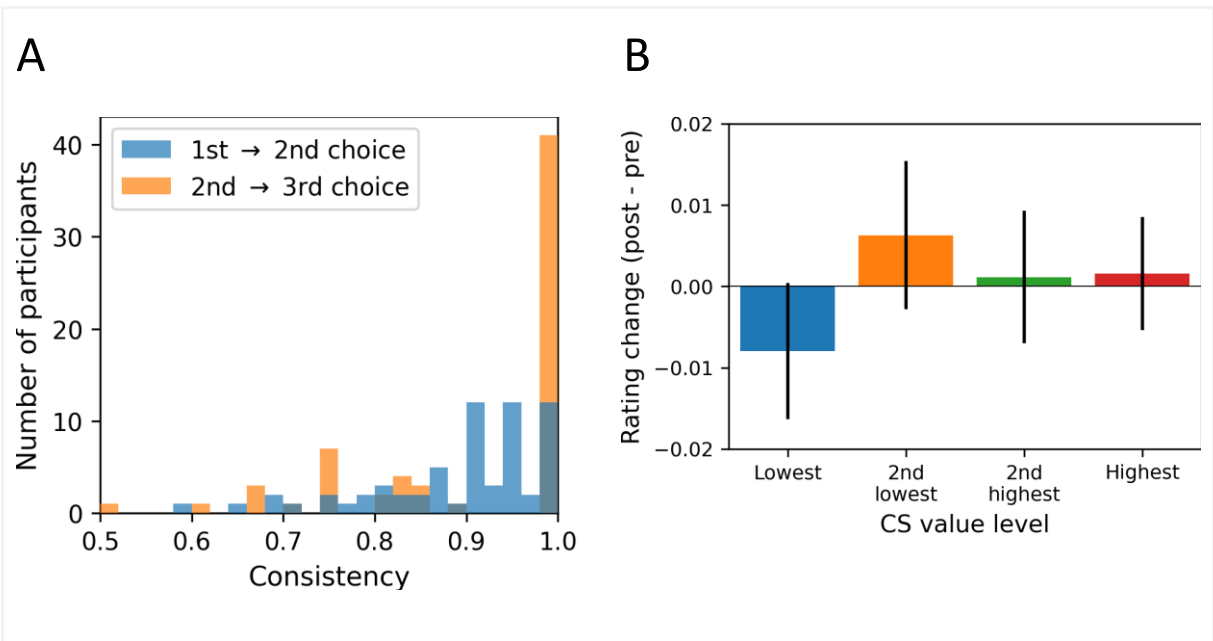 A
Number of participants
40
30
20
10
0
1st → 2nd choice
2nd → 3rd choice
0.5 0.6 0.7 0.8 0.9 1.0
Consistency
B
Rating change (post - pre)
0.02
0.01
0.00
−0.01
−0.02
Lowest 2nd lowest 2nd highest Highest
CS value level